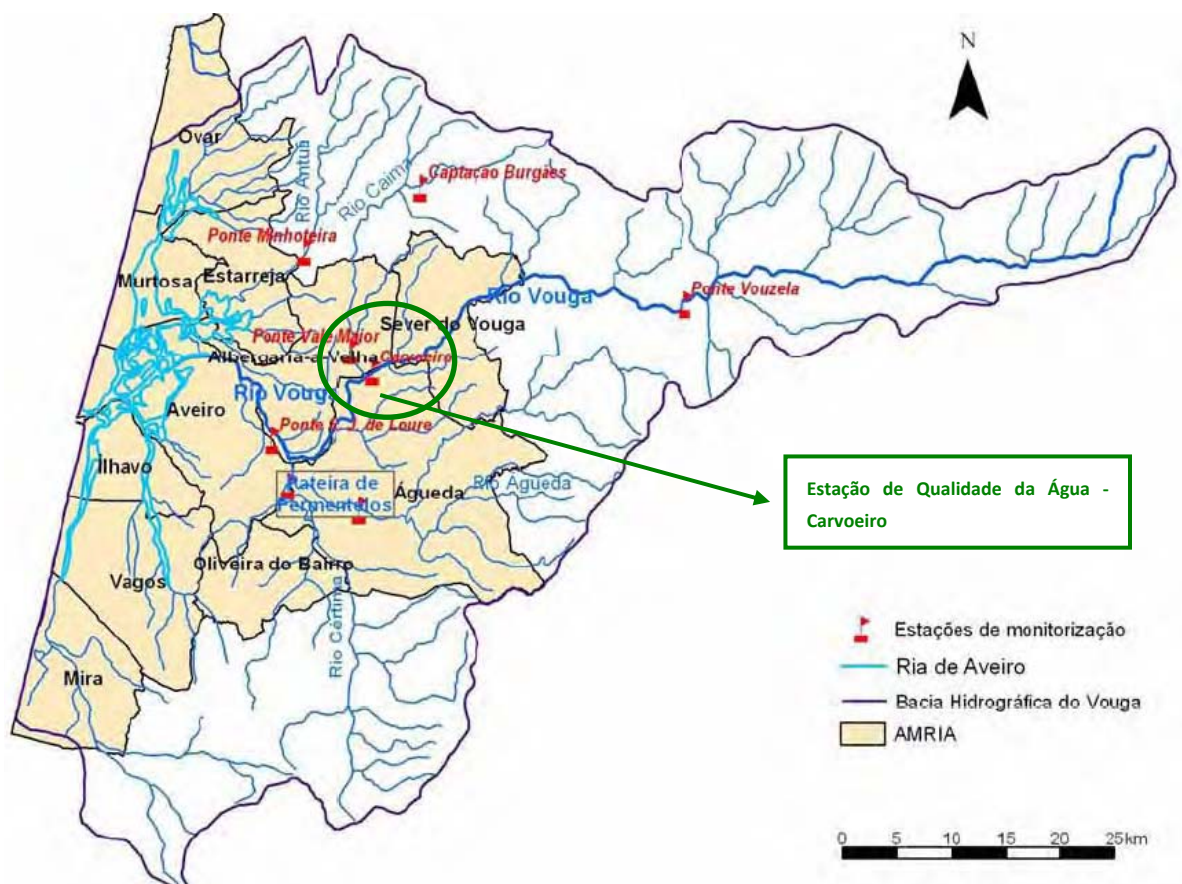 N
Ovar
Rio Antuã
Rio Caima
Captacao Burgães
Ponte Minhoteira
Murtosa
Estarreja
Rio Vouga
Ponte Vouzela
Sever do Vouga
Ponte Vale Maior
Albergaria-a-Velha
Carvoeiro
Rio Vouga
Aveiro
Ponte S. J. de Loure
Ílhavo
Pateira de
Fermentelos
Águeda
Rio Águeda
Estação de Qualidade da Água -
Carvoeiro
Oliveira do Bairro
Vagos
Rio Cértima
Mira
Estações de monitorização
Ria de Aveiro
Bacia Hidrográfica do Vouga
AMRIA
0 5 10 15 20 25km